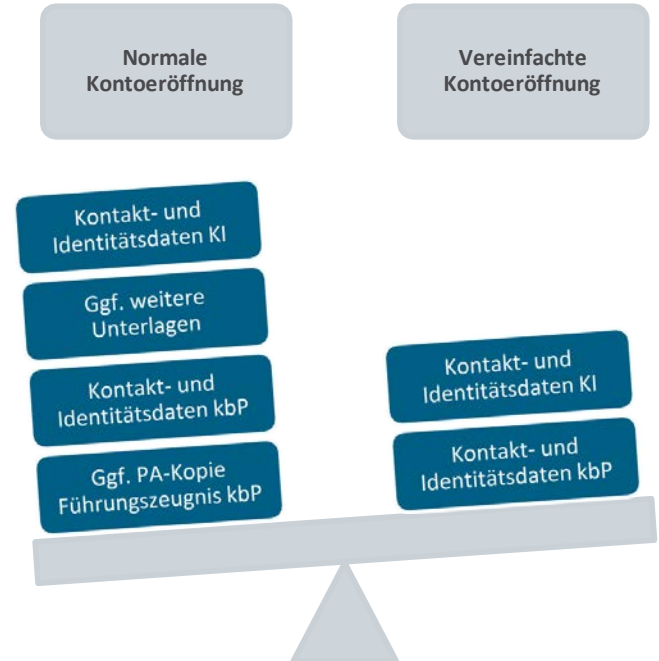 Normale
Kontoeröffnung
Vereinfachte
Kontoeröffnung
Kontakt- und
Identitätsdaten KI
Ggf. weitere
Unterlagen
Kontakt- und
Identitätsdaten kbP
Ggf. PA-Kopie
Führungszeugnis kbP
Kontakt- und
Identitätsdaten KI
Kontakt- und
Identitätsdaten kbP